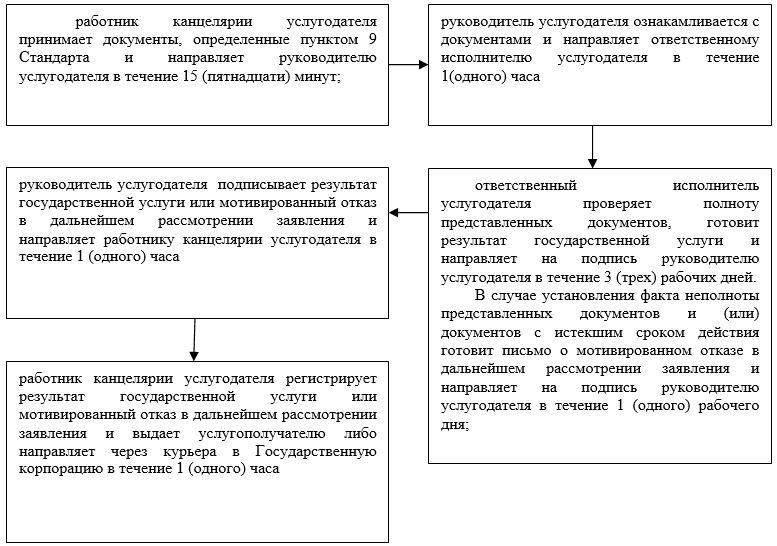 работник канцелярии услугодателя
принимает документы, определенные пунктом 9
Стандарта и направляет руководителю
услугодателя в течение 15 (пятнадцати) минут;
руководитель услугодателя ознакамливается с
документами и направляет ответственному
исполнителю услугодателя в течение
1(одного) часа
ответственный исполнитель
услугодателя проверяет полноту
представленных документов, готовит
результат государственной услуги и
направляет на подпись руководителю
услугодателя в течение 3 (трех) рабочих дней.
В случае установления факта неполноты
представленных документов и (или)
документов с истекшим сроком действия
готовит письмо о мотивированном отказе в
дальнейшем рассмотрении заявления и
направляет на подпись руководителю
услугодателя в течение 1 (одного) рабочего
дня;
руководитель услугодателя подписывает результат
государственной услуги или мотивированный отказ
в дальнейшем рассмотрении заявления и
направляет работнику канцелярии услугодателя в
течение 1 (одного) часа
работник канцелярии услугодателя регистрирует
результат государственной услуги или
мотивированный отказ в дальнейшем рассмотрении
заявления и выдает услугополучателю либо
направляет через курьера в Государственную
корпорацию в течение 1 (одного) часа